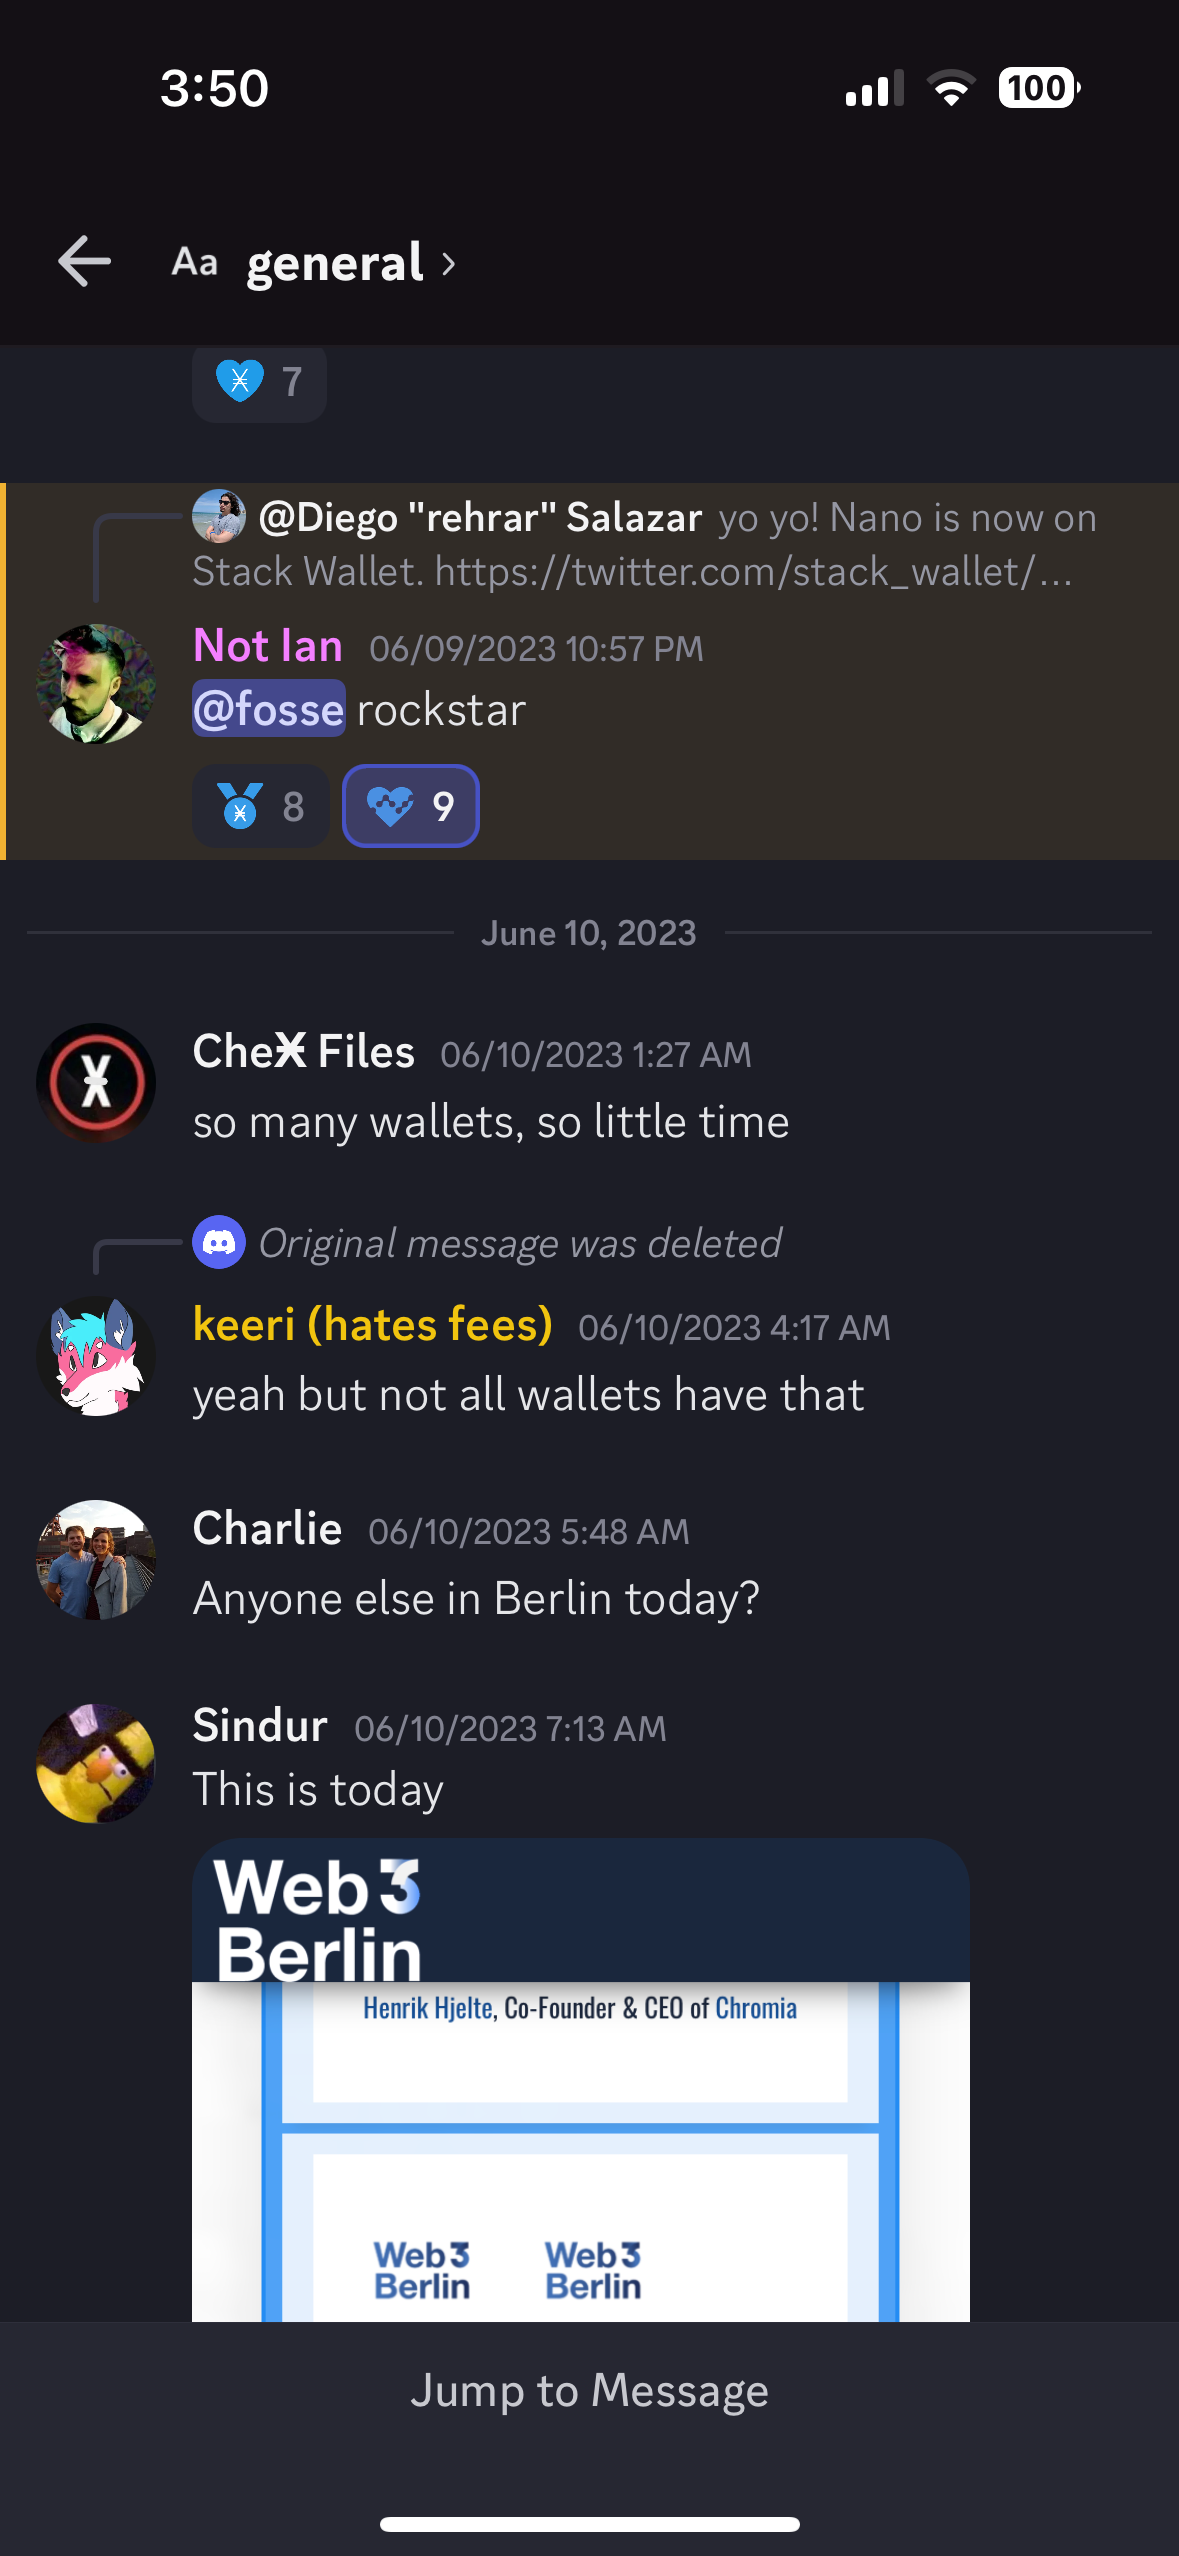 3:50
100
Aa general ›
7
@Diego "rehrar" Salazar yo yo! Nano is now on
Stack Wallet. https://twitter.com/stack_wallet/...
Not Ian 06/09/2023 10:57 PM
@fosse rockstar
8 9
June 10, 2023
CheӾ Files 06/10/2023 1:27 AM
so many wallets, so little time
Original message was deleted
keeri (hates fees) 06/10/2023 4:17 AM
yeah but not all wallets have that
Charlie 06/10/2023 5:48 AM
Anyone else in Berlin today?
Sindur 06/10/2023 7:13 AM
This is today
Web3
Berlin
Henrik Hjelte, Co-Founder & CEO of Chromia
Web3 Web3
Berlin Berlin
Jump to Message